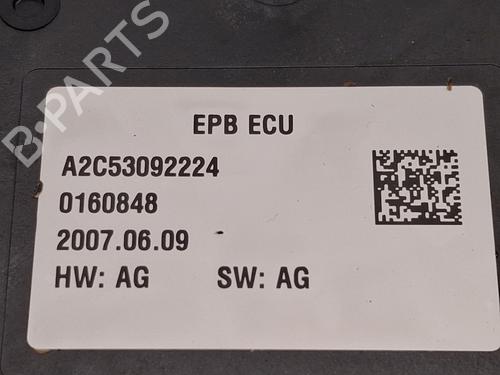 B-PARTS
EPB ECU
A2C53092224
0160848
2007.06.09
HW: AG SW: AG